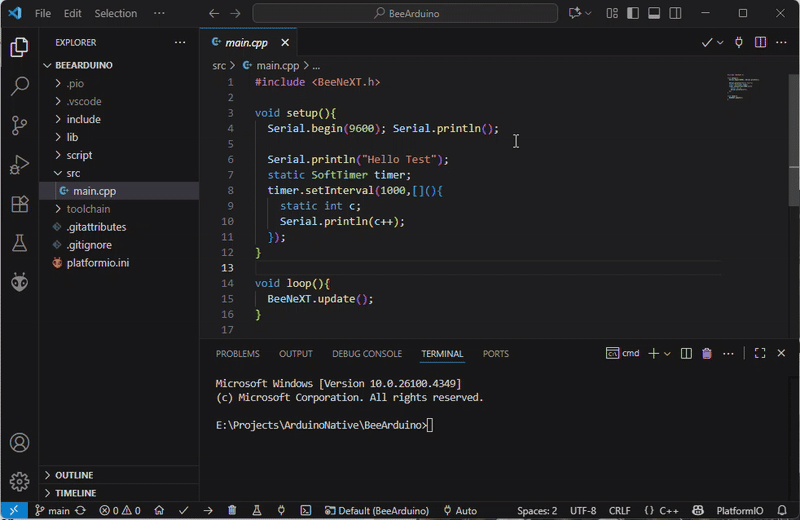 File Edit Selection ··· BeeArduino
EXPLORER ···
BEEARDUINO
.pio
.vscode
include
lib
script
src
main.cpp
toolchain
.gitattributes
.gitignore
platformio.ini
OUTLINE
TIMELINE
main.cpp
src > main.cpp > ...
1 #include <BeeNeXT.h>
2
3 void setup(){
4 Serial.begin(9600); Serial.println();
5
6 Serial.println("Hello Test");
7 static SoftTimer timer;
8 timer.setInterval(1000,[](){
9 static int c;
10 Serial.println(c++);
11 });
12 }
13
14 void loop(){
15 BeeNeXT.update();
16 }
17
PROBLEMS OUTPUT DEBUG CONSOLE TERMINAL PORTS cmd
Microsoft Windows [Version 10.0.26100.4349]
(c) Microsoft Corporation. All rights reserved.
E:\Projects\ArduinoNative\BeeArduino>
main 0 0 Default (BeeArduino) Auto Spaces: 2 UTF-8 CRLF {} C++ PlatformIO